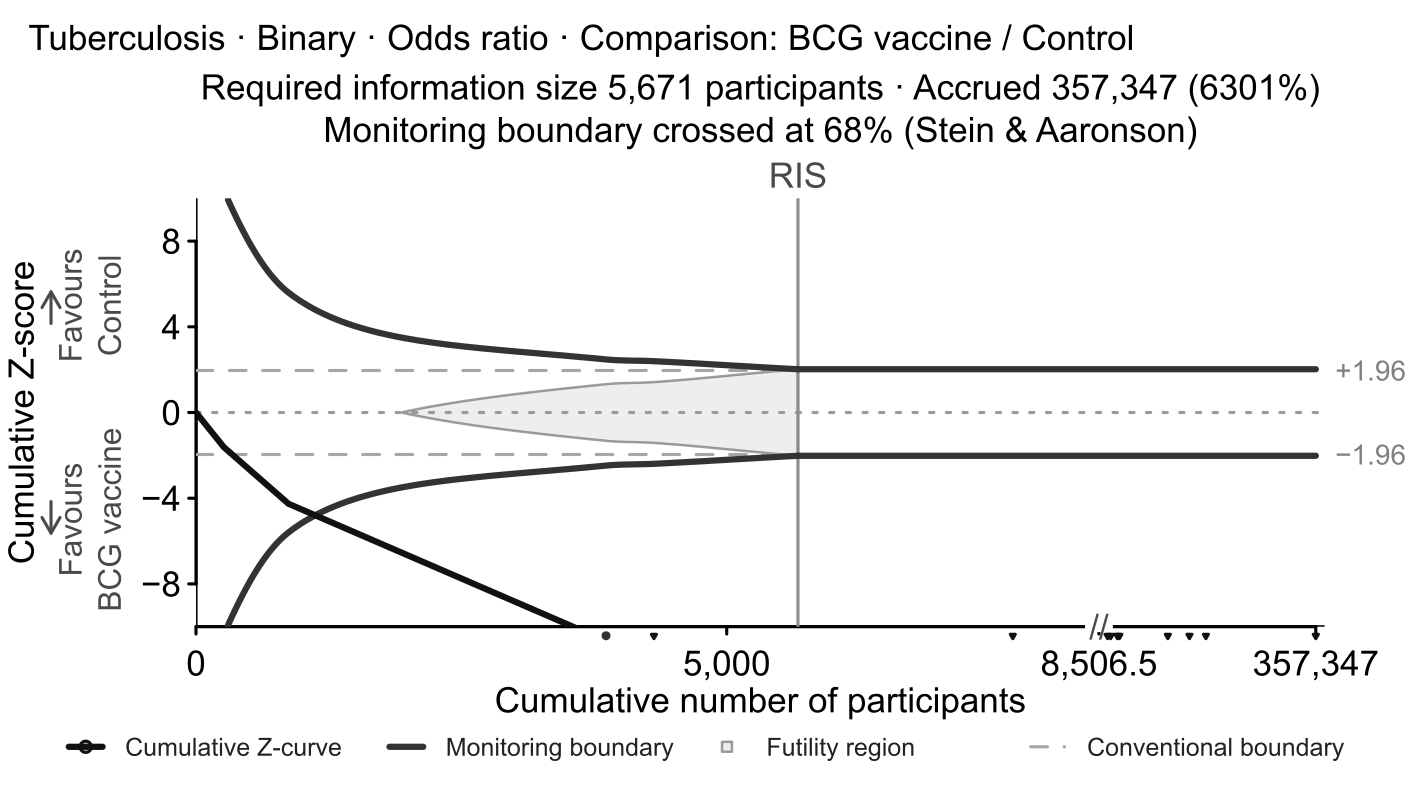 Tuberculosis · Binary · Odds ratio · Comparison: BCG vaccine / Control
Required information size 5,671 participants · Accrued 357,347 (6301%)
Monitoring boundary crossed at 68% (Stein & Aaronson)
RIS
Cumulative Z-score
Favours
Control
Favours
BCG vaccine
8
4
0
−4
−8
+1.96
−1.96
0
5,000
8,506.5
357,347
Cumulative number of participants
Cumulative Z-curve
Monitoring boundary
Futility region
Conventional boundary